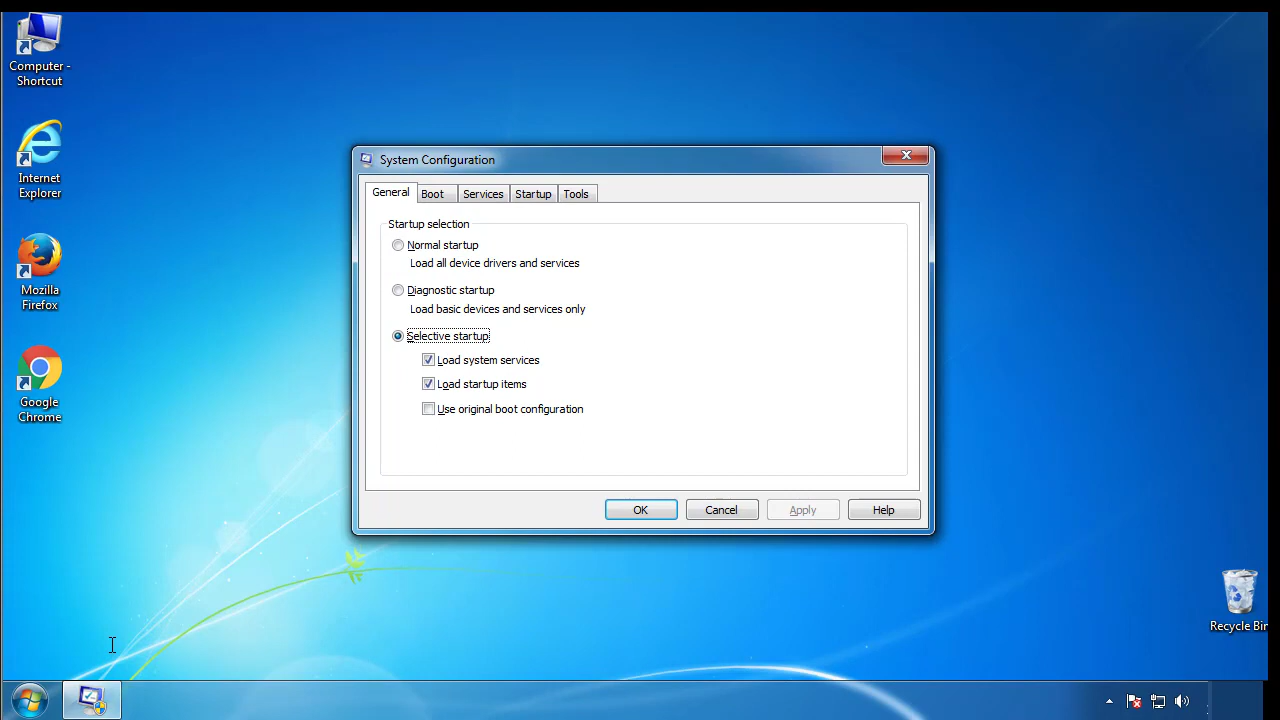 Computer -
Shortcut
Internet
Explorer
Mozilla
Firefox
Google
Chrome
System Configuration
General Boot Services Startup Tools
Startup selection
Normal startup
Load all device drivers and services
Diagnostic startup
Load basic devices and services only
Selective startup
Load system services
Load startup items
Use original boot configuration
OK Cancel Apply Help
Recycle Bin